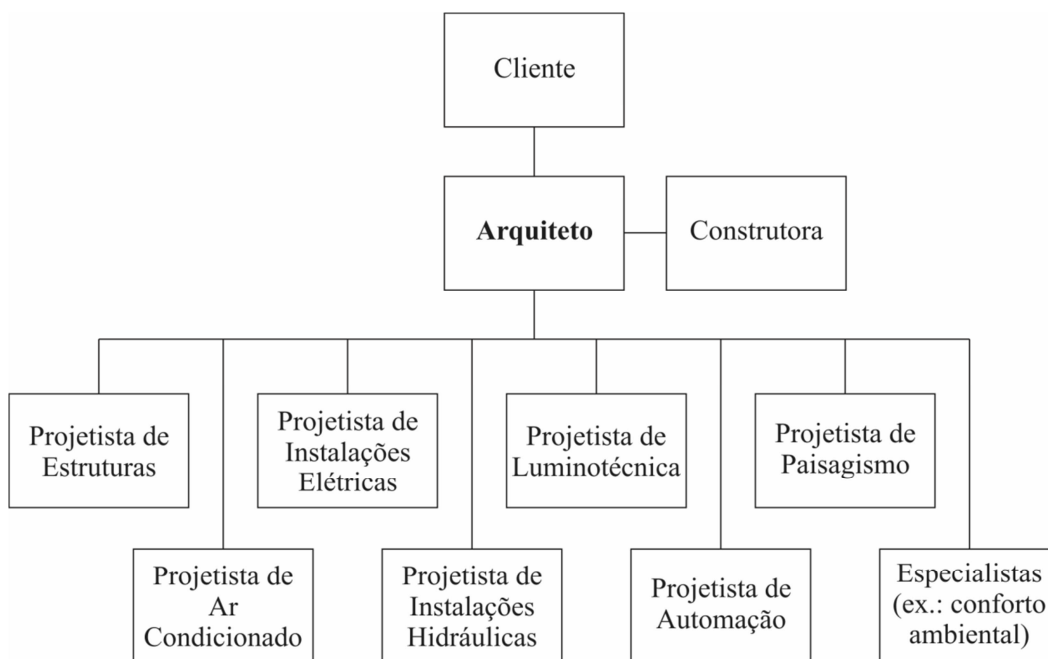 Cliente
Arquiteto
Construtora
Projetista de
Estruturas
Projetista de
Instalações
Elétricas
Projetista de
Luminotécnica
Projetista de
Paisagismo
Projetista de
Ar
Condicionado
Projetista de
Instalações
Hidráulicas
Projetista de
Automação
Especialistas
(ex.: conforto
ambiental)